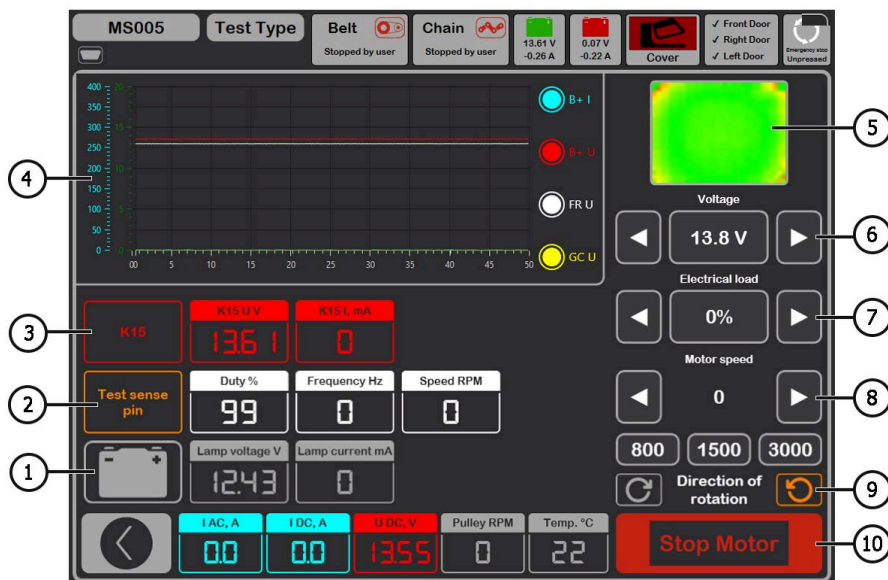 MS005
Test Type
Belt
Stopped by user
Chain
Stopped by user
13.61 V
-0.26 A
0.07 V
-0.22 A
Cover
✓ Front Door
✓ Right Door
✓ Left Door
Emergency stop
Unpressed
400 20
350
300 15
250
200 10
150
100 5
50
0 0
00 5 10 15 20 25 30 35 40 45 50
B+ I
B+ U
FR U
GC U
5
4
Voltage
13.8 V
6
Electrical load
0%
7
Motor speed
0
8
800 1500 3000
Direction of
rotation
9
Stop Motor
10
3
K15
K15 U V
13.61
K15 I, mA
0
2
Test sense
pin
Duty %
99
Frequency Hz
0
Speed RPM
0
1
- +
Lamp voltage V
12.43
Lamp current mA
0
I AC, A
0.0
I DC, A
0.0
U DC, V
13.55
Pulley RPM
0
Temp. °C
22